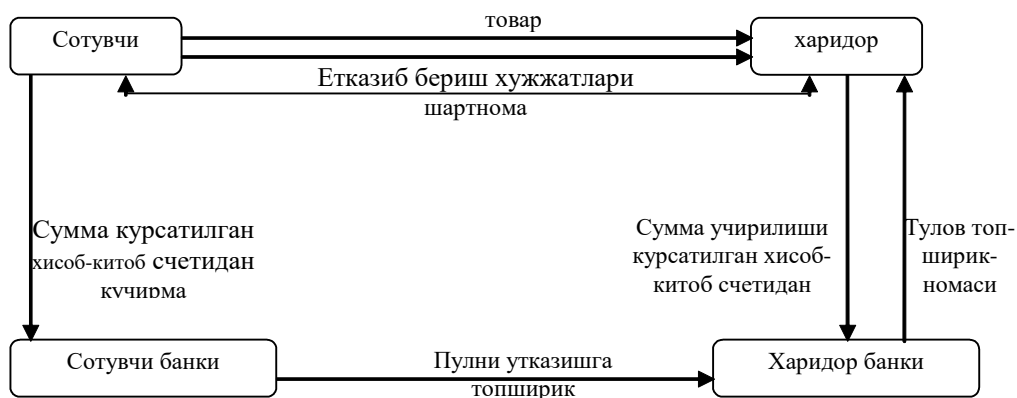 товар
Сотувчи
харидор
Етказиб бериш хужжатлари
шартнома
Сумма курсатилган
хисоб-китоб счетидан
кучирма
Сумма учирилиши
курсатилган хисоб-
китоб счетидан
Тулов топ-
ширик-
номаси
Сотувчи банки
Пулни утказишга
топширик
Харидор банки